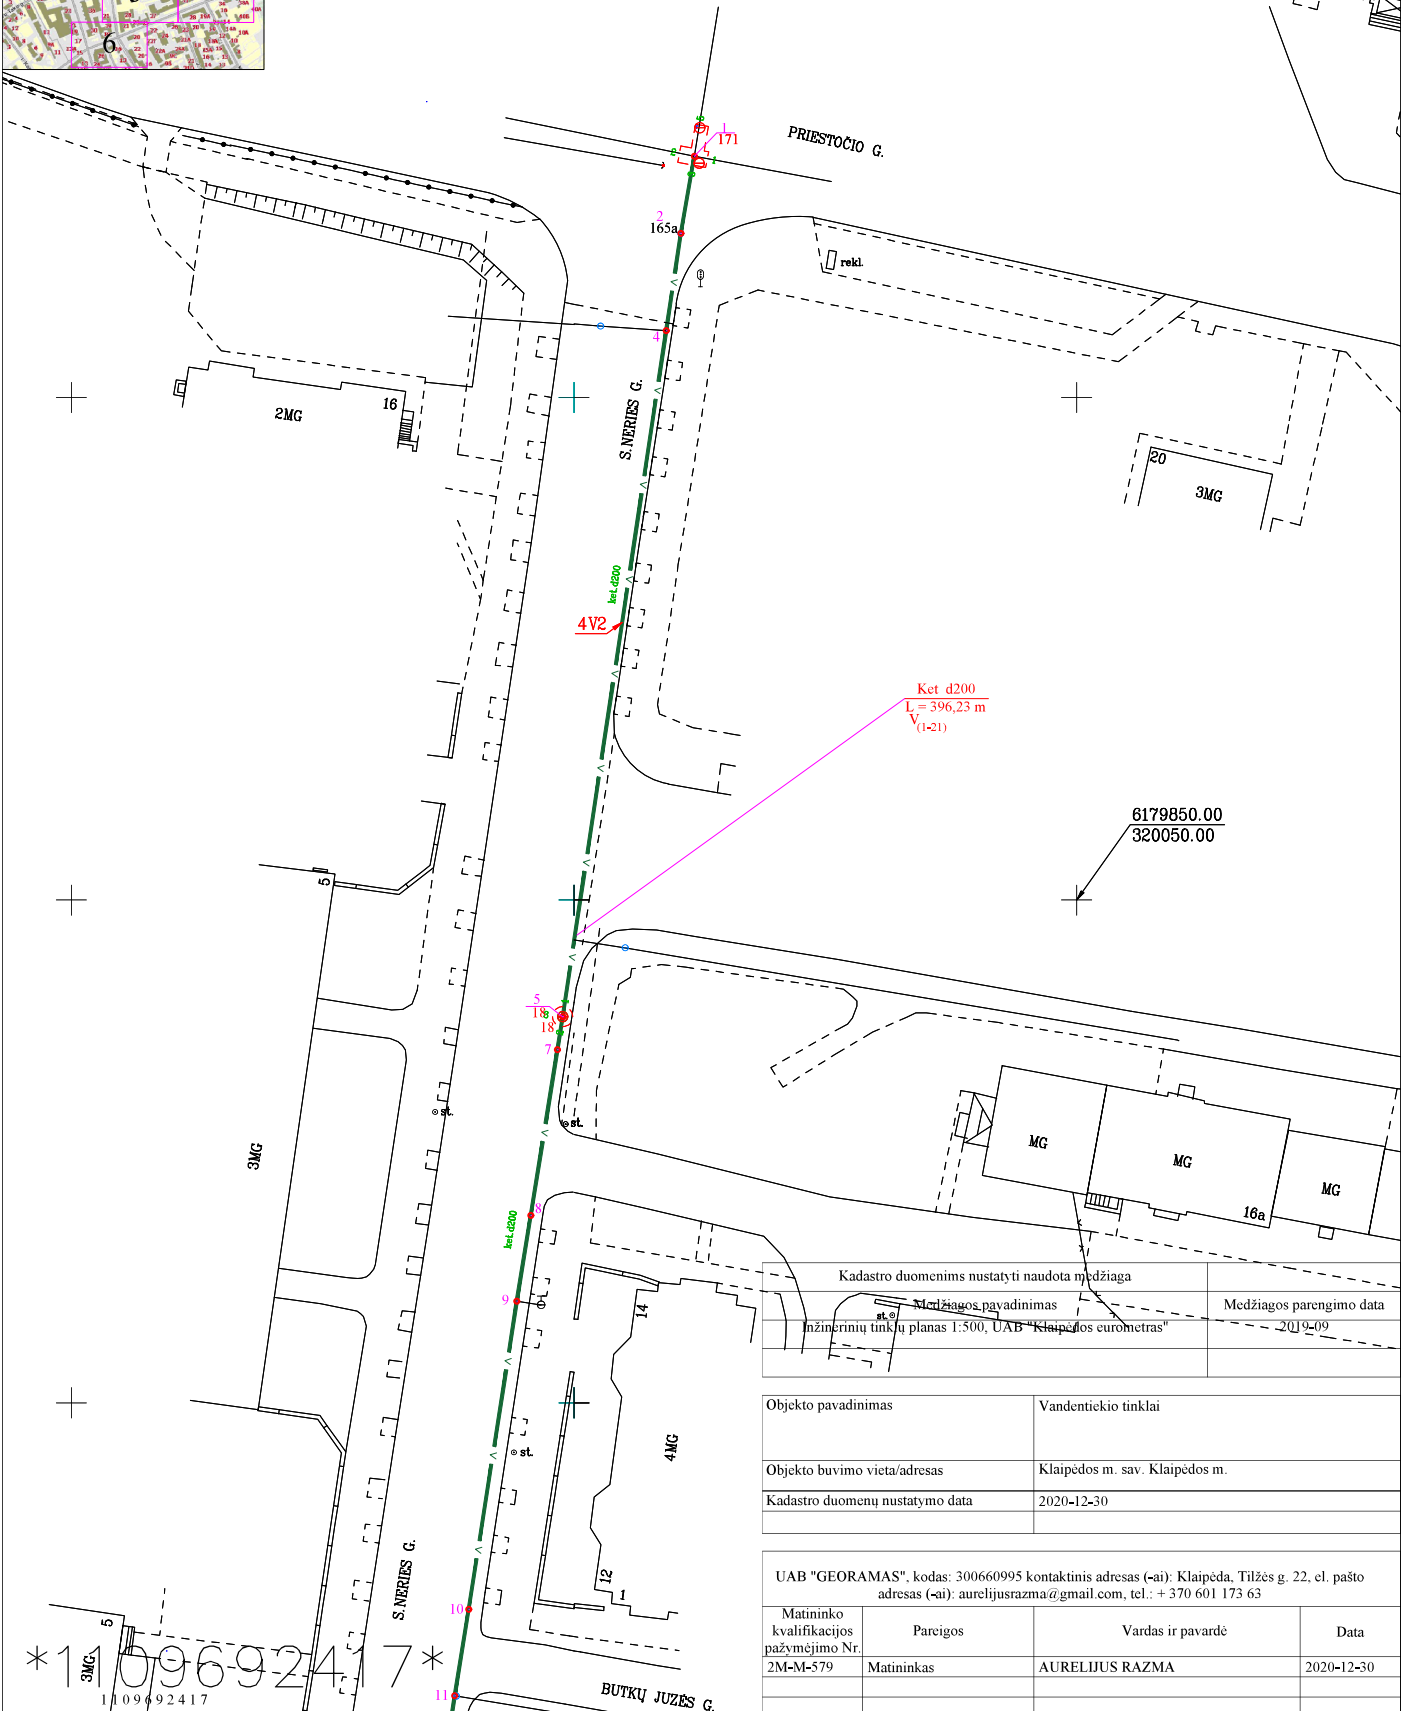 6
PRIESTOČIO G.
1
171
5
2
1
2
165a
rekl.
4
S.NERIES G.
16
2MG
20
3MG
ket.d200
4V2
Ket d200
L = 396,23 m
V(1-21)
6179850.00
320050.00
5
5
18
18
7
st.
st.
3MG
MG
MG
MG
16a
8
ket.d200
9
14
st.
Kadastro duomenims nustatyti naudota medžiaga
Medžiagos pavadinimas
Medžiagos parengimo data
Inžinerinių tinklų planas 1:500, UAB "Klaipėdos eurometras"
2019-09
Objekto pavadinimas
Vandentiekio tinklai
4MG
st.
Objekto buvimo vieta/adresas
Klaipėdos m. sav. Klaipėdos m.
Kadastro duomenų nustatymo data
2020-12-30
S.NERIES G.
12
1
UAB "GEORAMAS", kodas: 300660995 kontaktinis adresas (-ai): Klaipėda, Tilžės g. 22, el. pašto
adresas (-ai): aurelijusrazma@gmail.com, tel.: + 370 601 173 63
10
Matininko
kvalifikacijos
pažymėjimo Nr.
Pareigos
Vardas ir pavardė
Data
5
3MG
*1109692417*
1109692417
2M-M-579
Matininkas
AURELIJUS RAZMA
2020-12-30
11
BUTKŲ JUZĖS G.